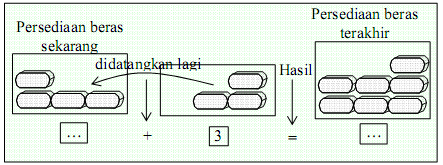 Persediaan beras
sekarang
didatangkan lagi
Hasil
Persediaan beras
terakhir
... + 3 = ...